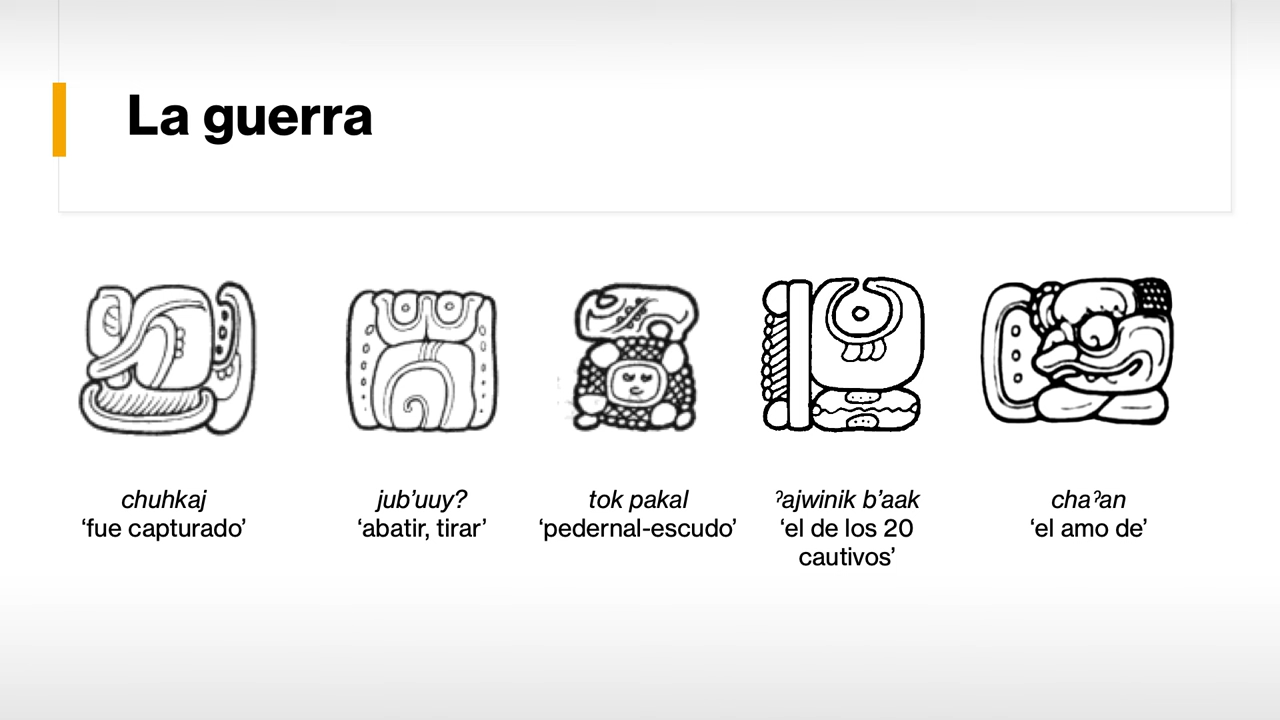 La guerra
chuhkaj
‘fue capturado’
jub’uuy?
‘abatir, tirar’
tok pakal
‘pedernal-escudo’
ˀajwinik b’aak
‘el de los 20
cautivos’
chaˀan
‘el amo de’